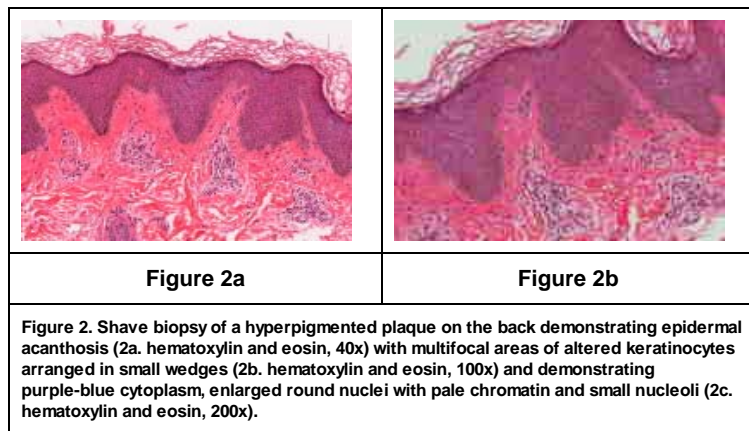 Figure 2a
Figure 2b
Figure 2. Shave biopsy of a hyperpigmented plaque on the back demonstrating epidermal
acanthosis (2a. hematoxylin and eosin, 40x) with multifocal areas of altered keratinocytes
arranged in small wedges (2b. hematoxylin and eosin, 100x) and demonstrating
purple-blue cytoplasm, enlarged round nuclei with pale chromatin and small nucleoli (2c.
hematoxylin and eosin, 200x).